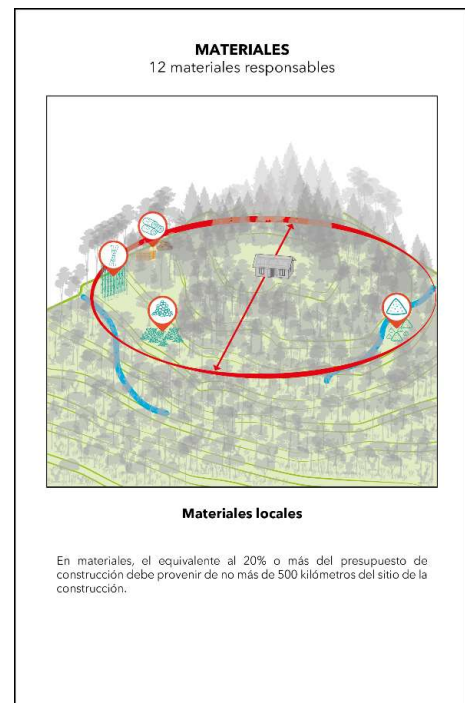 MATERIALES
12 materiales responsables
Materiales locales
En materiales, el equivalente al 20% o más del presupuesto de
construcción debe provenir de no más de 500 kilómetros del sitio de la
construcción.